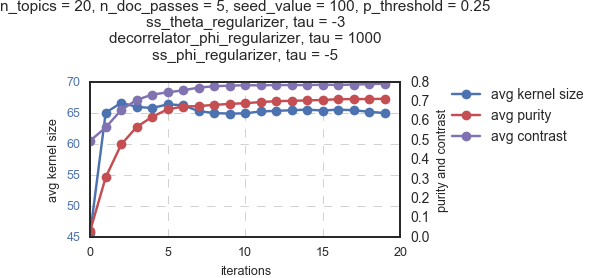 n_topics = 20, n_doc_passes = 5, seed_value = 100, p_threshold = 0.25
ss_theta_regularizer, tau = -3
decorrelator_phi_regularizer, tau = 1000
ss_phi_regularizer, tau = -5
70
65
60
55
50
45
avg kernel size
0
5
10
15
20
iterations
0.8
0.7
0.6
0.5
0.4
0.3
0.2
0.1
0.0
purity and contrast
avg kernel size
avg purity
avg contrast